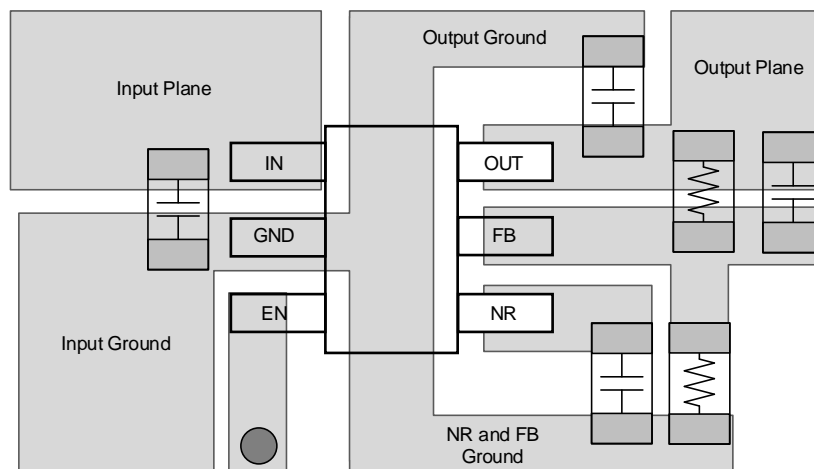 Output Ground
Output Plane
Input Plane
IN
OUT
GND
FB
EN
NR
Input Ground
NR and FB
Ground